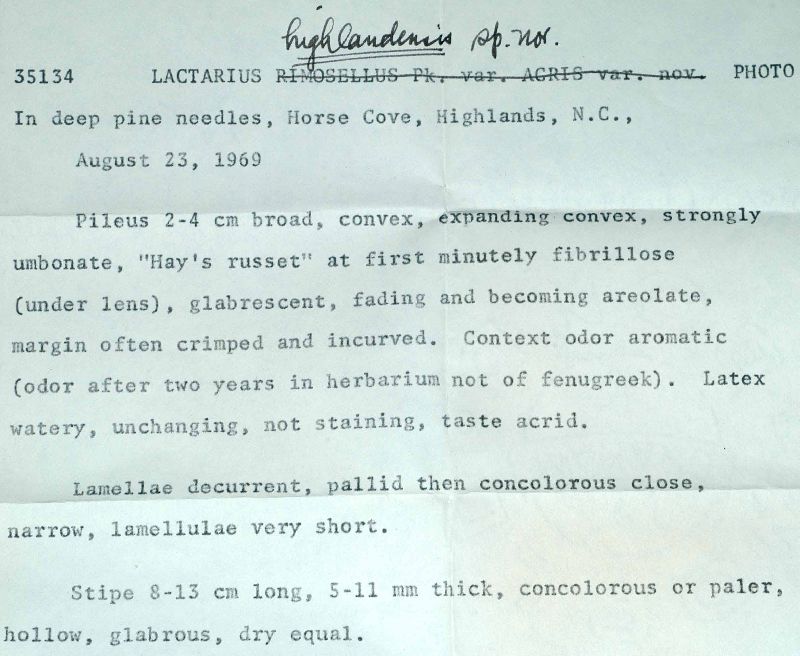 highlandensis sp. nov.
35134 LACTARIUS RIMOSELLUS Pk. var. ACRIS var. nov. PHOTO
In deep pine needles, Horse Cove, Highlands, N.C.,
August 23, 1969
Pileus 2-4 cm broad, convex, expanding convex, strongly
umbonate, "Hay's russet" at first minutely fibrillose
(under lens), glabrescent, fading and becoming areolate,
margin often crimped and incurved. Context odor aromatic
(odor after two years in herbarium not of fenugreek). Latex
watery, unchanging, not staining, taste acrid.
Lamellae decurrent, pallid then concolorous close,
narrow, lamellulae very short.
Stipe 8-13 cm long, 5-11 mm thick, concolorous or paler,
hollow, glabrous, dry equal.